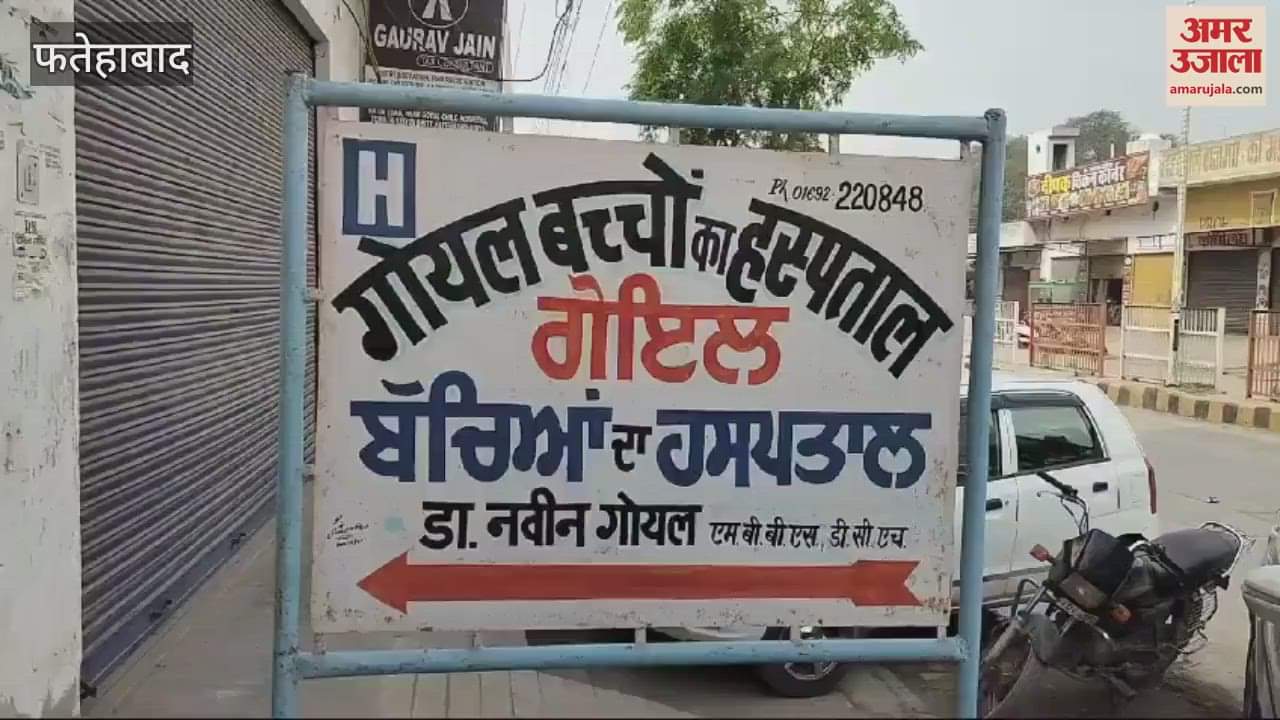 फतेहाबाद
अमर
उजाला
amarujala.com
GAURAV JAIN
H
Ph 01692-220848
गोयल बच्चों का हस्पताल
ਗੋਇਲ
ਬੱਚਿਆਂ ਦਾ ਹਸਪਤਾਲ
डा. नवीन गोयल एम.बी.बी.एस., डी.सी.एच.